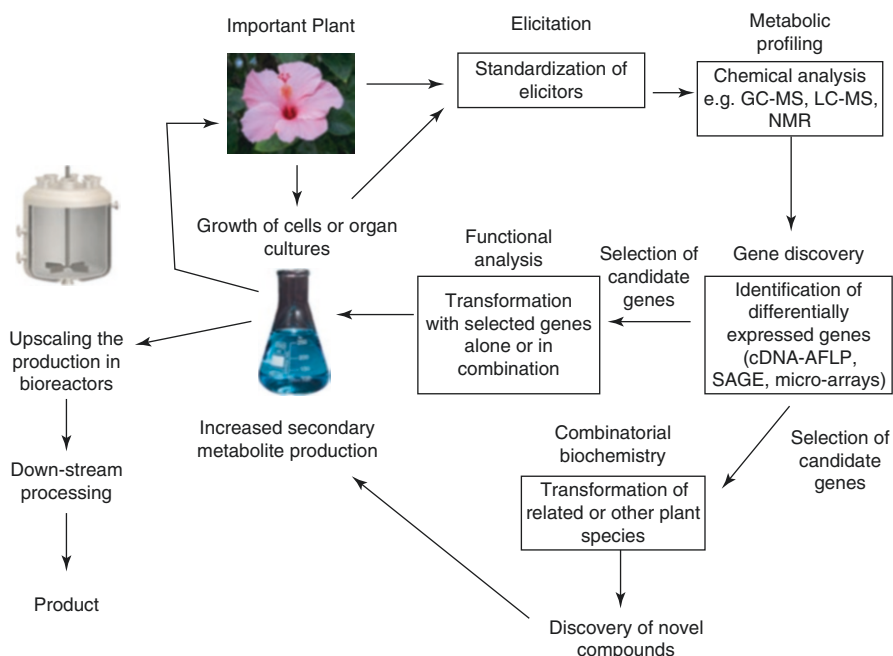 Important Plant
Elicitation
Standardization of
elicitors
Metabolic
profiling
Chemical analysis
e.g. GC-MS, LC-MS,
NMR
Growth of cells or organ
cultures
Functional
analysis
Transformation
with selected genes
alone or in
combination
Selection of
candidate
genes
Gene discovery
Identification of
differentially
expressed genes
(cDNA-AFLP,
SAGE, micro-arrays)
Upscaling the
production in
bioreactors
Down-stream
processing
Product
Increased secondary
metabolite production
Combinatorial
biochemistry
Transformation of
related or other plant
species
Selection of
candidate
genes
Discovery of novel
compounds